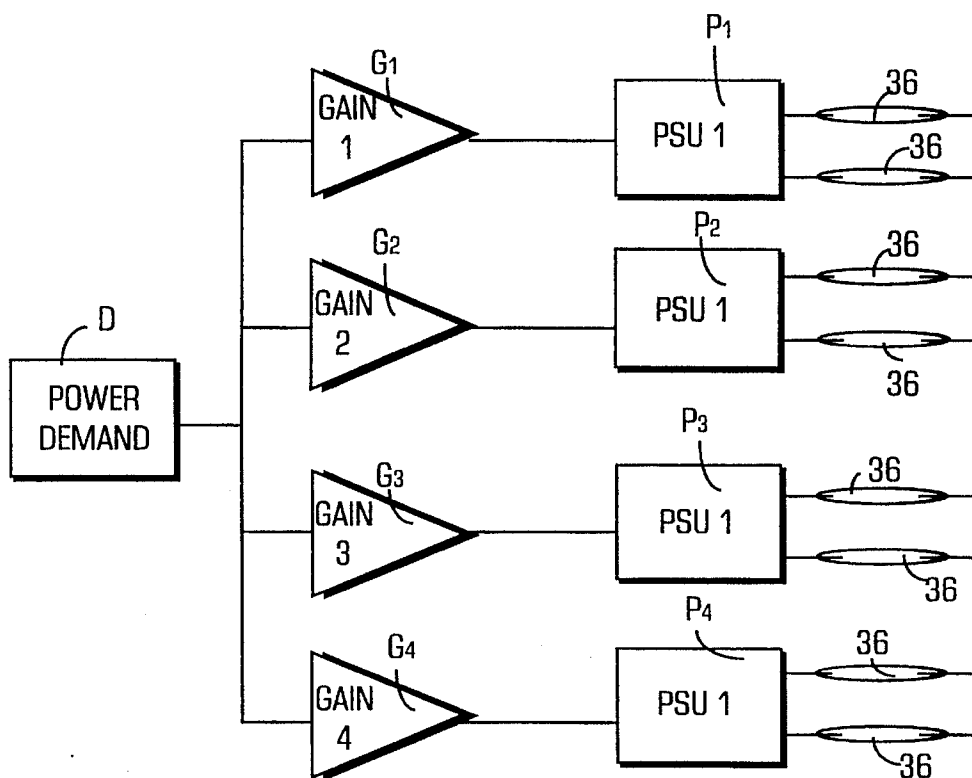 P1
G1
36
GAIN
1
PSU 1
36
G2
P2
36
GAIN
2
PSU 1
36
D
POWER
DEMAND
G3
P3
36
GAIN
3
PSU 1
36
G4
P4
36
GAIN
4
PSU 1
36